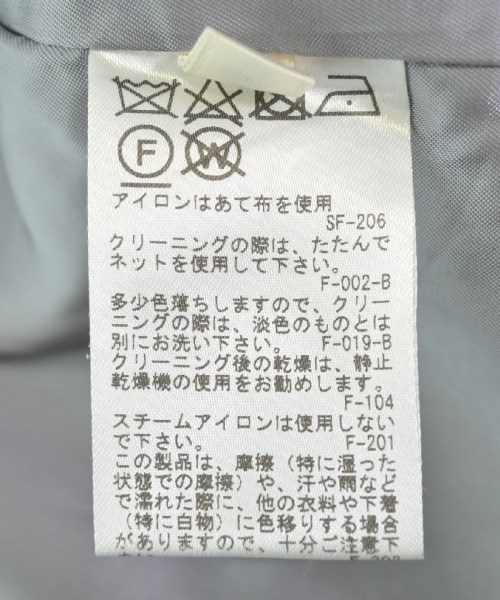 F W
アイロンはあて布を使用
SF-206
クリーニングの際は、たたんで
ネットを使用して下さい。
F-002-B
多少色落ちしますので、クリー
ニングの際は、淡色のものとは
別にお洗い下さい。 F-019-B
クリーニング後の乾燥は、静止
乾燥機の使用をお勧めします。
F-104
スチームアイロンは使用しない
で下さい。 F-201
この製品は、摩擦（特に湿った
状態での摩擦）や、汗や雨など
で濡れた際に、他の衣料や下着
（特に白物）に色移りする場合
がありますので、十分ご注意下